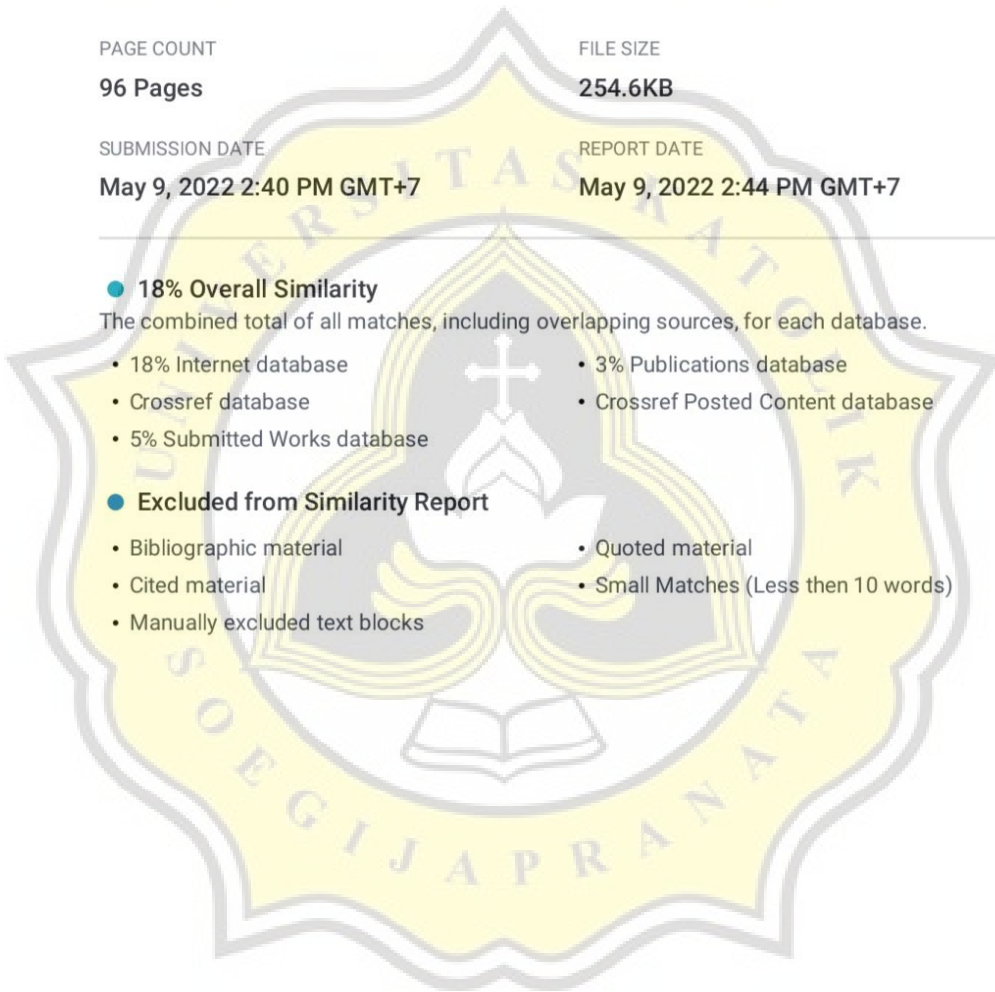 PAGE COUNT
FILE SIZE
96 Pages
254.6KB
SUBMISSION DATE
REPORT DATE
May 9, 2022 2:40 PM GMT+7
May 9, 2022 2:44 PM GMT+7
18% Overall Similarity
The combined total of all matches, including overlapping sources, for each database.
• 18% Internet database
• 3% Publications database
• Crossref database
• Crossref Posted Content database
• 5% Submitted Works database
Excluded from Similarity Report
• Bibliographic material
• Quoted material
• Cited material
• Small Matches (Less then 10 words)
• Manually excluded text blocks
UNIVERSITAS KATOLIK
SOEGIJAPRANATA